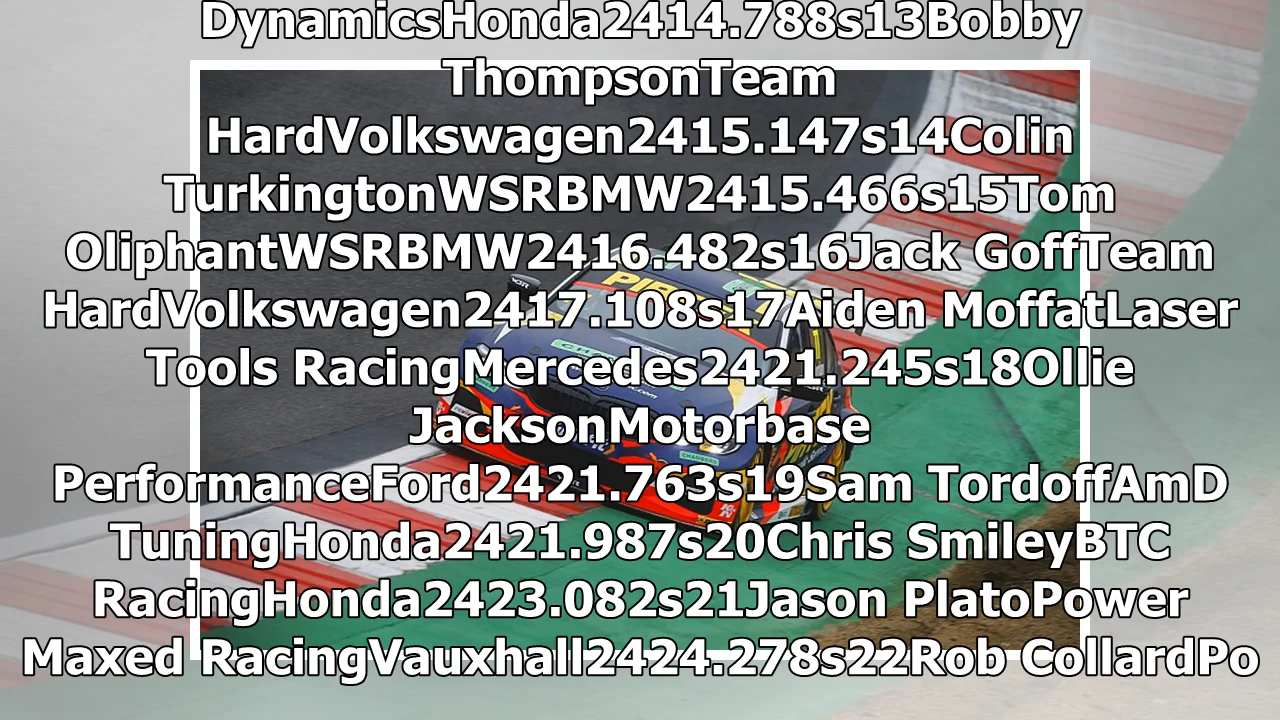 DynamicsHonda2414.788s13Bobby
ThompsonTeam
HardVolkswagen2415.147s14Colin
TurkingtonWSRBMW2415.466s15Tom
OliphantWSRBMW2416.482s16Jack GoffTeam
HardVolkswagen2417.108s17Aiden MoffatLaser
Tools RacingMercedes2421.245s18Ollie
JacksonMotorbase
PerformanceFord2421.763s19Sam TordoffAmD
TuningHonda2421.987s20Chris SmileyBTC
RacingHonda2423.082s21Jason PlatoPower
Maxed RacingVauxhall2424.278s22Rob CollardPo